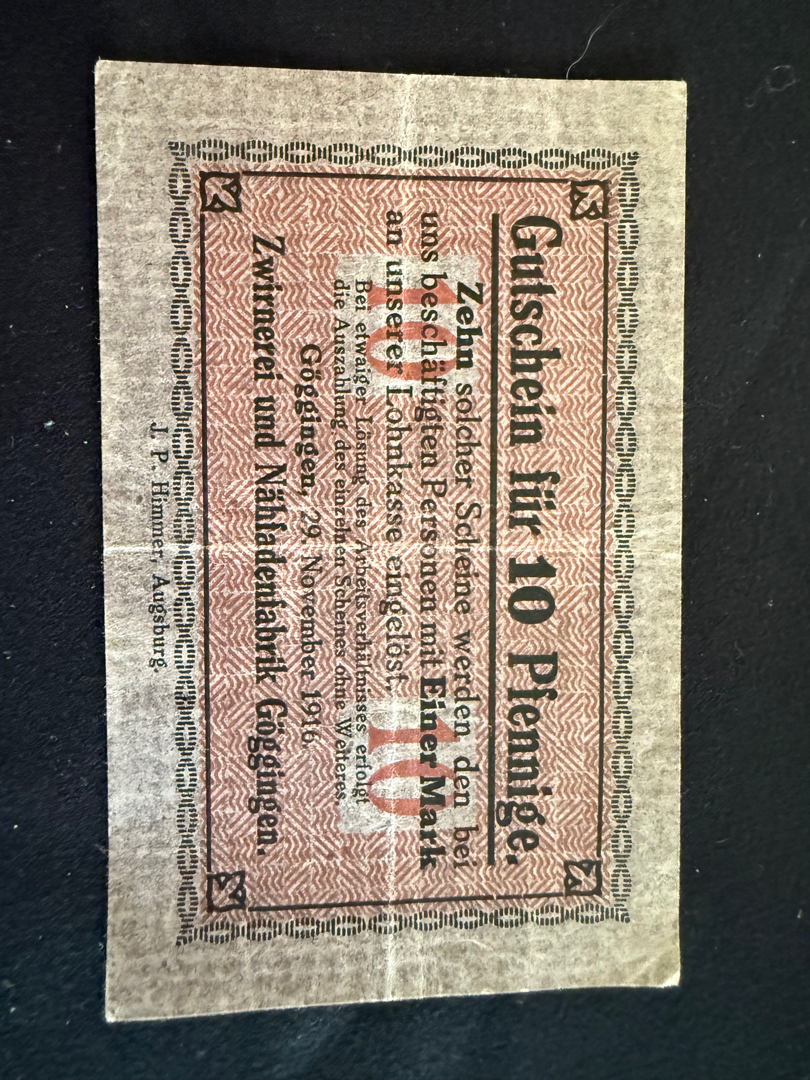 Gutschein für 10 Pfennige.
Zehn solcher Scheine werden den bei
uns beschäftigten Personen mit Einer Mark
an unserer Lohnkasse eingelöst.
10 10
Bei etwaiger Lösung des Arbeitsverhältnisses erfolgt
die Auszahlung des einzelnen Scheines ohne Weiteres.
Göggingen, 29. November 1916.
Zwirnerei und Nähfadenfabrik Göggingen.
J. P. Himmer, Augsburg.